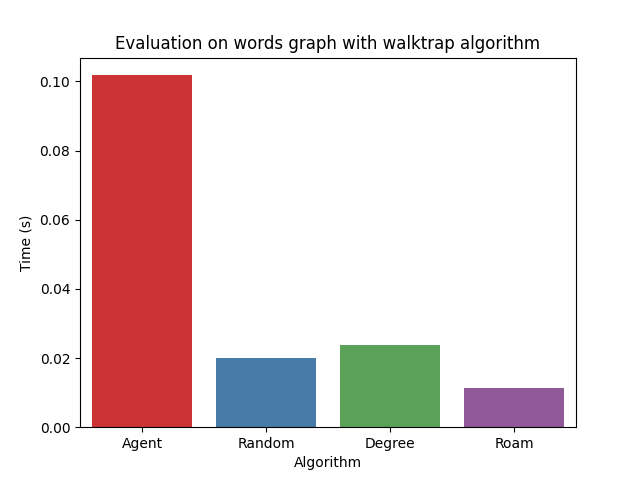 Evaluation on words graph with walktrap algorithm
0.10
0.08
0.06
0.04
0.02
0.00
Time (s)
Agent Random Degree Roam
Algorithm